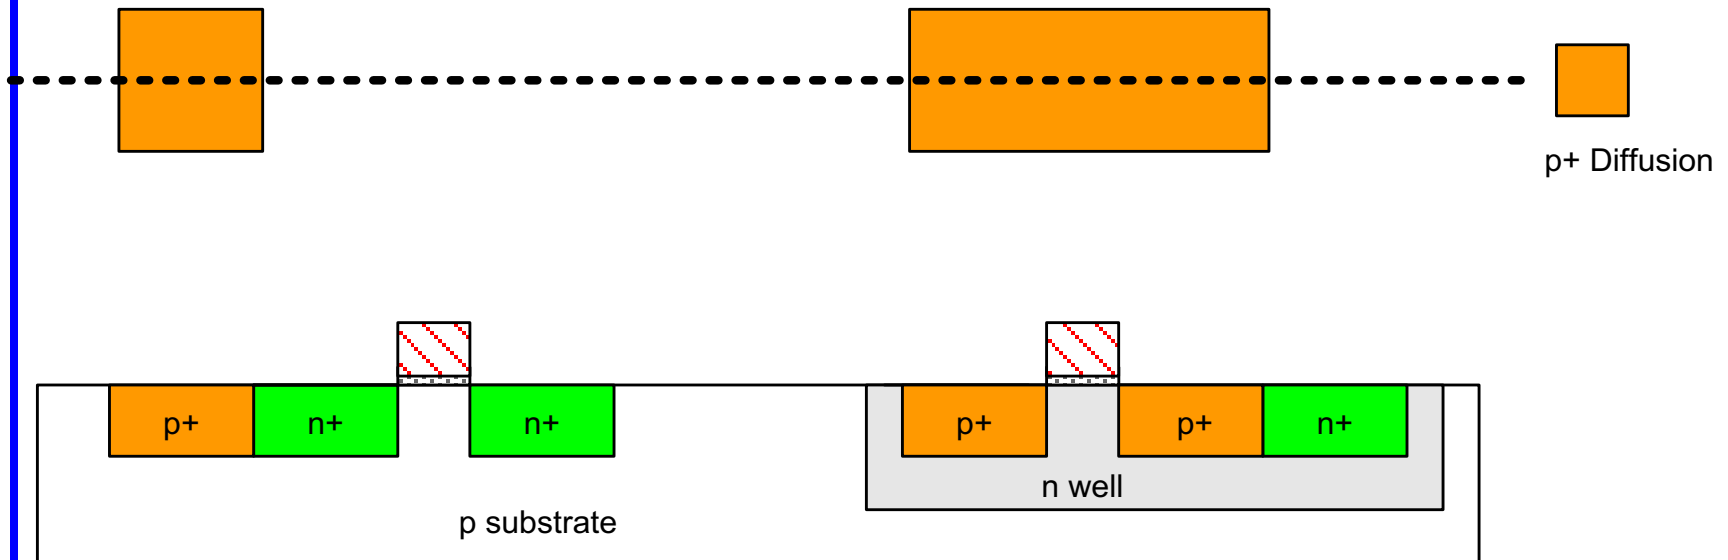 p+ Diffusion
p+ n+ n+ p+ p+ n+
n well
p substrate